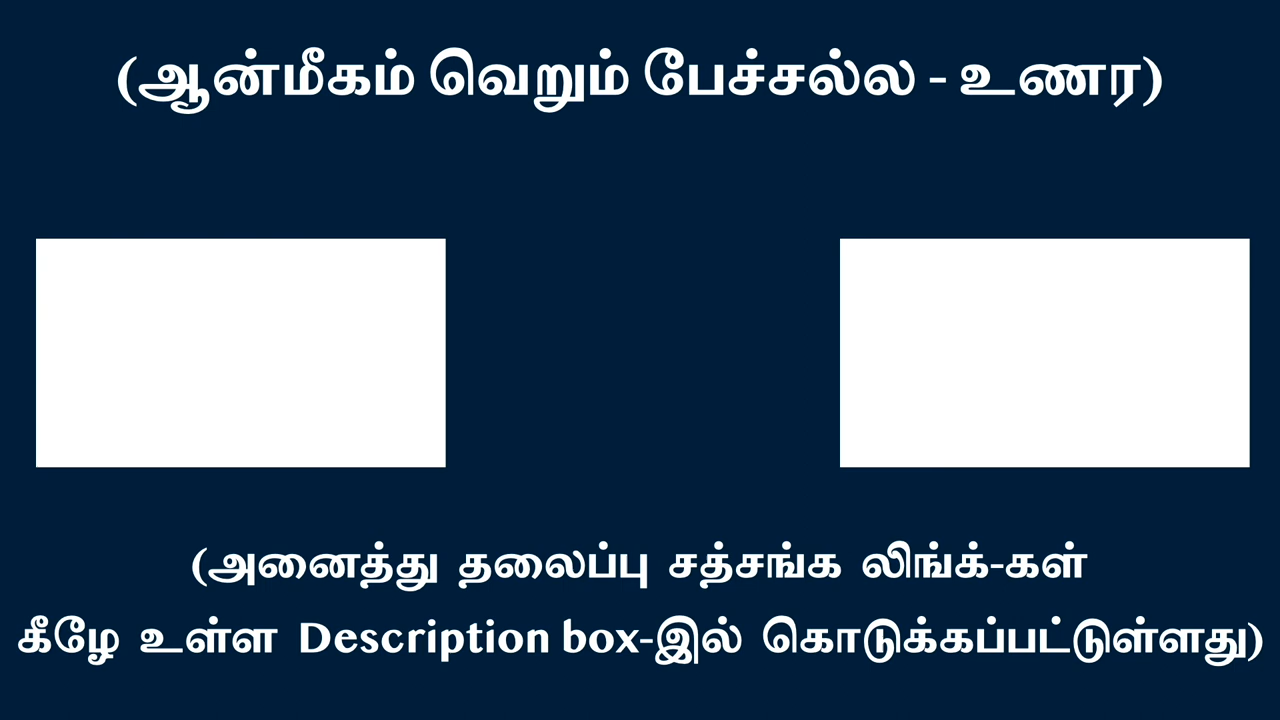 (ஆன்மீகம் வெறும் பேச்சல்ல - உணர)
(அனைத்து தலைப்பு சத்சங்க லிங்க்-கள்
கீழே உள்ள Description box-இல் கொடுக்கப்பட்டுள்ளது)